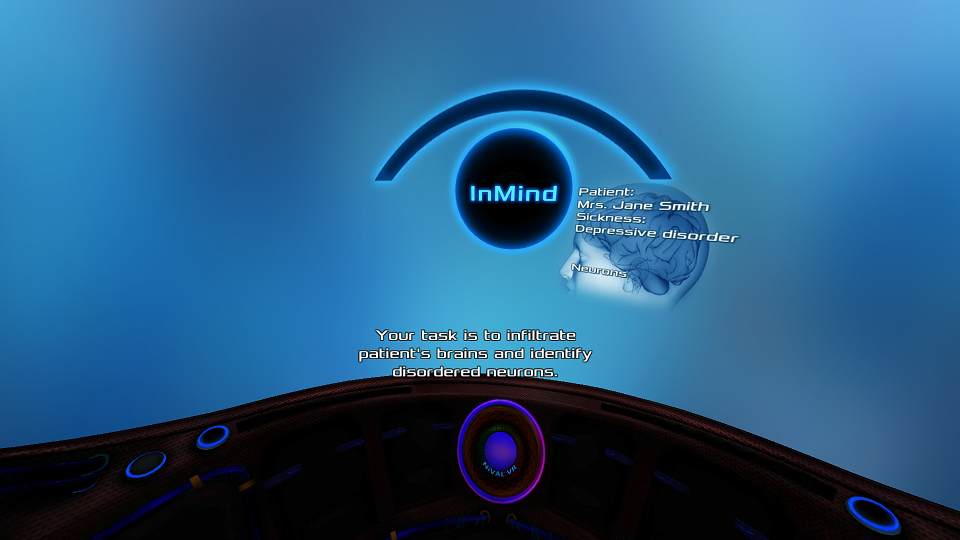 InMind
Patient:
Mrs. Jane Smith
Sickness:
Depressive disorder
Neurons
Your task is to infiltrate
patient's brains and identify
disordered neurons.
NIVAL VR